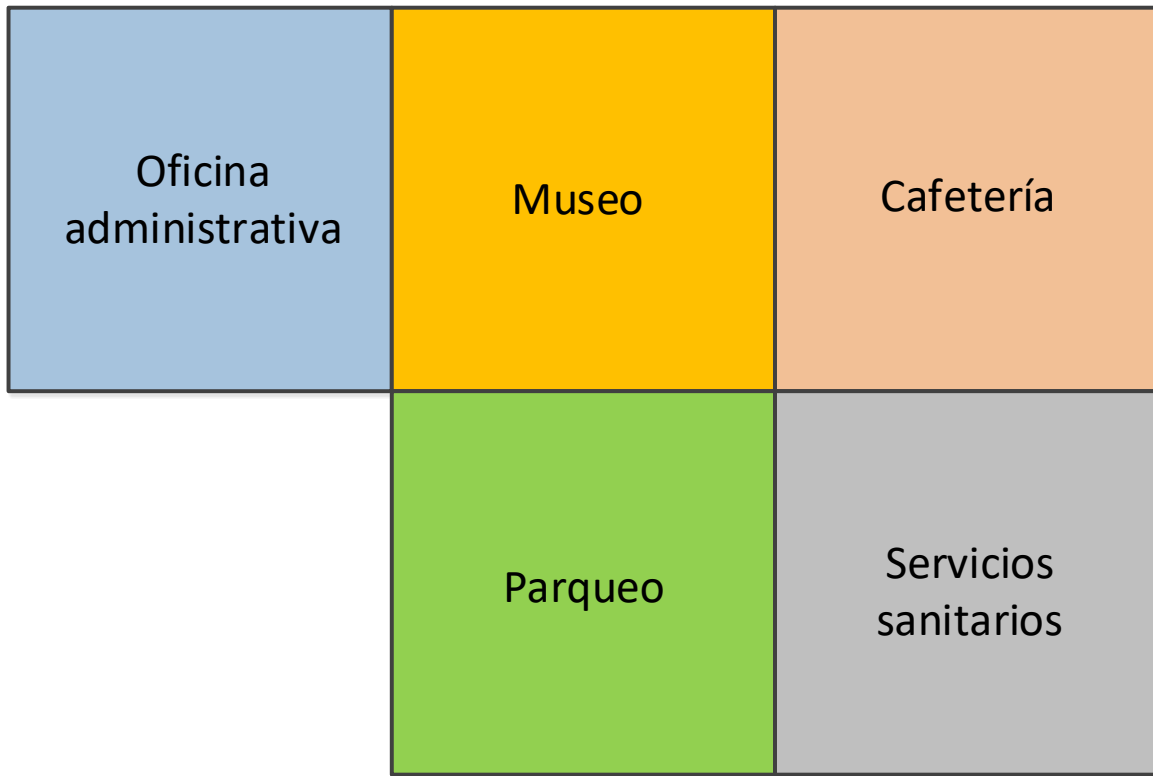 Oficina
administrativa
Museo
Cafetería
Parqueo
Servicios
sanitarios